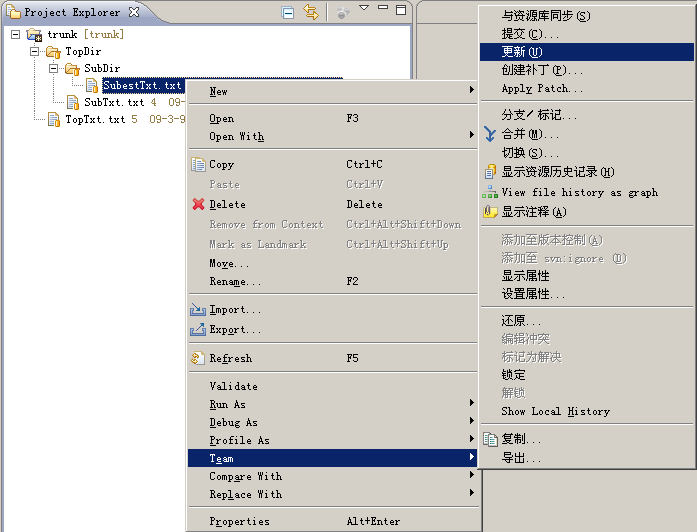 Project Explorer
trunk [trunk]
TopDir
SubDir
SubestTxt.txt
SubTxt.txt 4 09-
TopTxt.txt 5 09-3-9
New
Open F3
Open With
Copy Ctrl+C
Paste Ctrl+V
Delete Delete
Remove from Context Ctrl+Alt+Shift+Down
Mark as Landmark Ctrl+Alt+Shift+Up
Move...
Rename... F2
Import...
Export...
Refresh F5
Validate
Run As
Debug As
Profile As
Team
Compare With
Replace With
Properties Alt+Enter
与资源库同步(S)
提交(C)...
更新(U)
创建补丁(P)...
Apply Patch...
分支/标记...
合并(M)...
切换(S)...
显示资源历史记录(H)
View file history as graph
显示注释(A)
添加至版本控制(A)
添加至 svn:ignore (D)
显示属性
设置属性...
还原...
编辑冲突
标记为解决
锁定
解锁
Show Local History
复制...
导出...